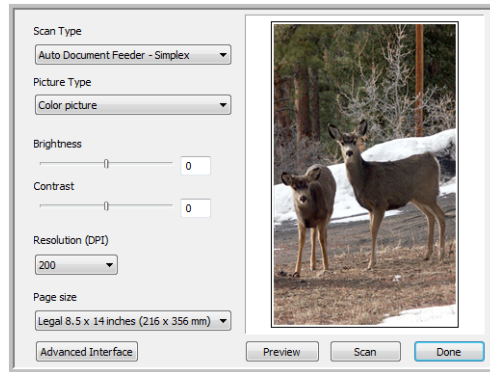 Scan Type
Auto Document Feeder - Simplex
Picture Type
Color picture
Brightness
0
Contrast
0
Resolution (DPI)
200
Page size
Legal 8.5 x 14 inches (216 x 356 mm)
Advanced Interface
Preview
Scan
Done